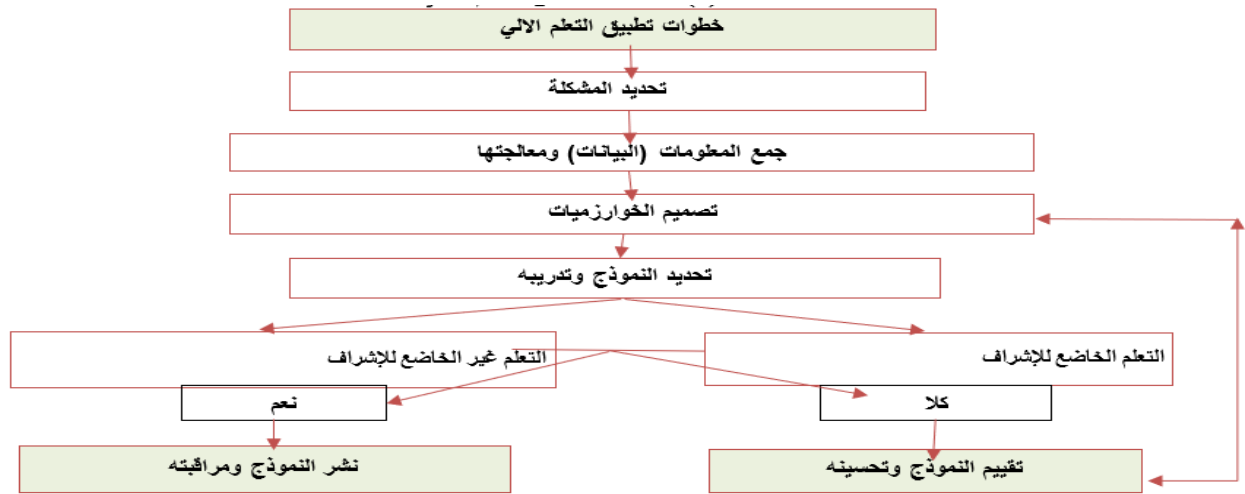 خطوات تطبيق التعلم الالي
تحديد المشكلة
جمع المعلومات (البيانات) ومعالجتها
تصميم الخوارزميات
تحديد النموذج وتدريبه
التعلم الخاضع للإشراف
التعلم غير الخاضع للإشراف
كلا
نعم
تقييم النموذج وتحسينه
نشر النموذج ومراقبته